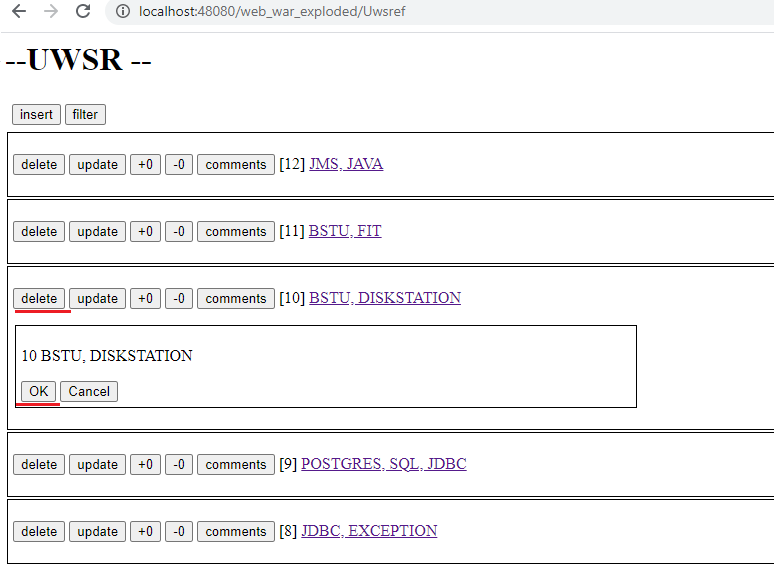 localhost:48080/web_war_exploded/Uwsref
--UWSR --
insert filter
delete update +0 -0 comments [12] JMS, JAVA
delete update +0 -0 comments [11] BSTU, FIT
delete update +0 -0 comments [10] BSTU, DISKSTATION
10 BSTU, DISKSTATION
OK Cancel
delete update +0 -0 comments [9] POSTGRES, SQL, JDBC
delete update +0 -0 comments [8] JDBC, EXCEPTION